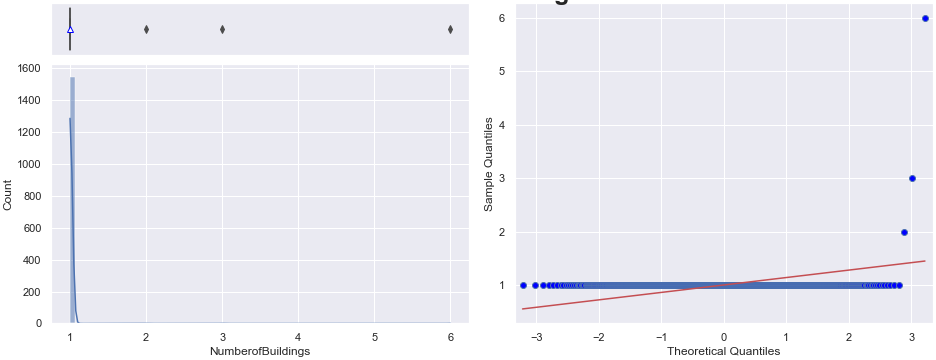 g
1600
1400
1200
1000
800
600
400
200
0
Count
1 2 3 4 5 6
NumberofBuildings
6
5
4
3
2
1
Sample Quantiles
−3 −2 −1 0 1 2 3
Theoretical Quantiles